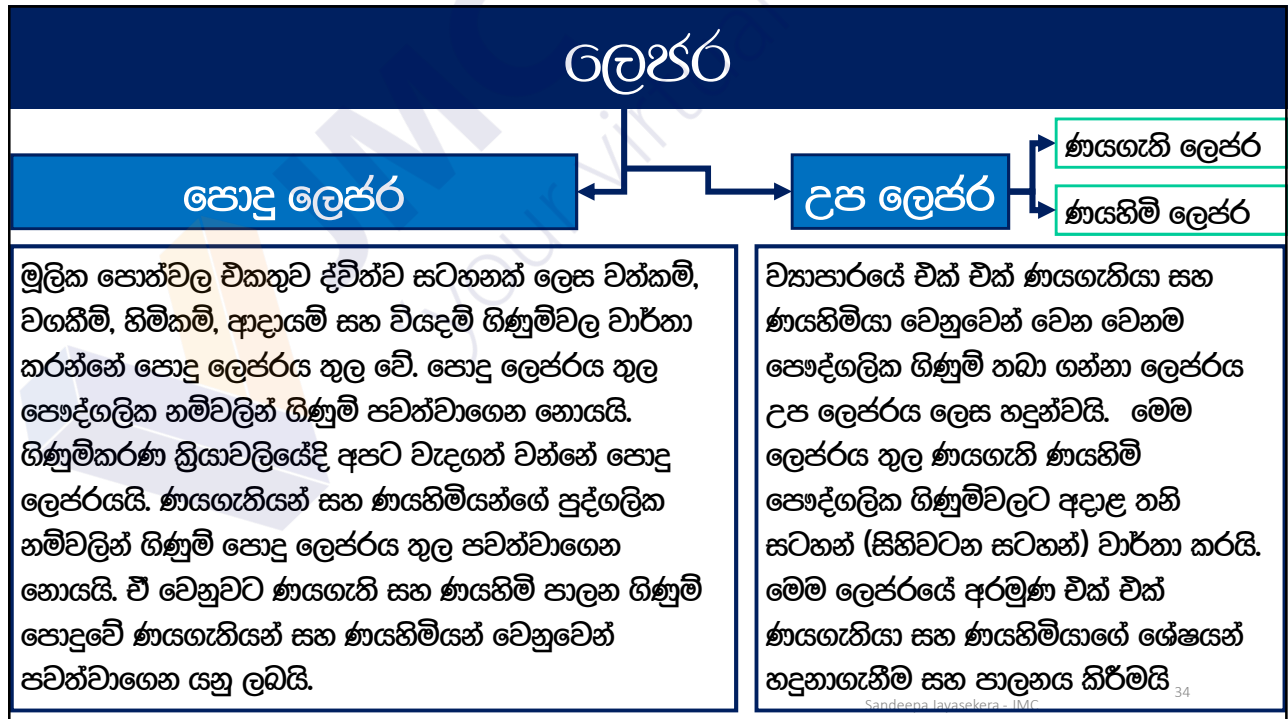 ලෙජර
පොදු ලෙජර
උප ලෙජර
ණයගැති ලෙජර
ණයහිමි ලෙජර
මූලික පොත්වල එකතුව ද්විත්ව සටහනක් ලෙස වත්කම්,
වගකීම්, හිමිකම්, ආදායම් සහ වියදම් ගිණුම්වල වාර්තා
කරන්නේ පොදු ලෙජරය තුල වේ. පොදු ලෙජරය තුල
පෞද්ගලික නම්වලින් ගිණුම් පවත්වාගෙන නොයයි.
ගිණුම්කරණ ක්‍රියාවලියේදි අපට වැදගත් වන්නේ පොදු
ලෙජරයයි. ණයගැතියන් සහ ණයහිමියන්ගේ පුද්ගලික
නම්වලින් ගිණුම් පොදු ලෙජරය තුල පවත්වාගෙන
නොයයි. ඒ වෙනුවට ණයගැති සහ ණයහිමි පාලන ගිණුම්
පොදුවේ ණයගැතියන් සහ ණයහිමියන් වෙනුවෙන්
පවත්වාගෙන යනු ලබයි.
ව්‍යාපාරයේ එක් එක් ණයගැතියා සහ
ණයහිමියා වෙනුවෙන් වෙන වෙනම
පෞද්ගලික ගිණුම් තබා ගන්නා ලෙජරය
උප ලෙජරය ලෙස හඳුන්වයි. මෙම
ලෙජරය තුල ණයගැති ණයහිමි
පෞද්ගලික ගිණුම්වලට අදාළ තනි
සටහන් (සිහිවටන සටහන්) වාර්තා කරයි.
මෙම ලෙජරයේ අරමුණ එක් එක්
ණයගැතියා සහ ණයහිමියාගේ ශේෂයන්
හඳුනාගැනීම සහ පාලනය කිරීමයි
34
Sandeepa Jayasekera - JMC
JMC
your virtual